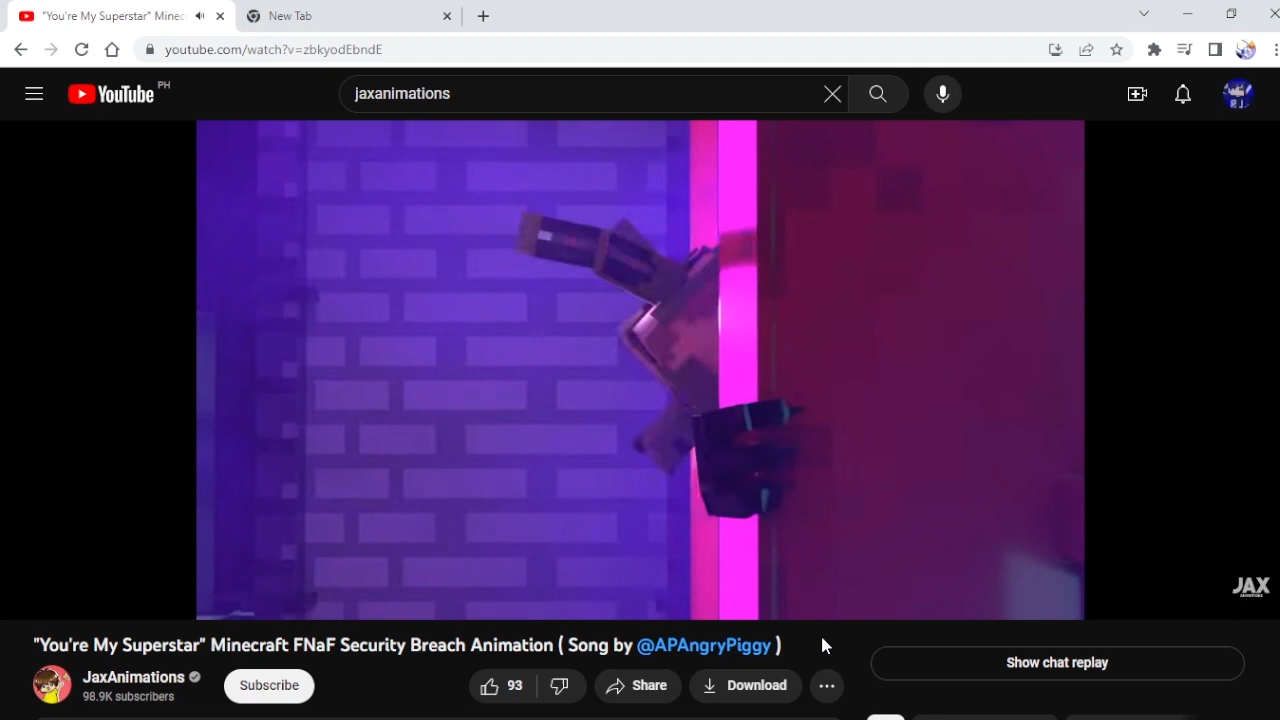 "You're My Superstar" Minec
New Tab
youtube.com/watch?v=zbkyodEbndE
YouTube PH
jaxanimations
JAX
ANIMATIONS
"You're My Superstar" Minecraft FNaF Security Breach Animation ( Song by @APAngryPiggy )
Show chat replay
JaxAnimations
98.9K subscribers
Subscribe
93
Share
Download